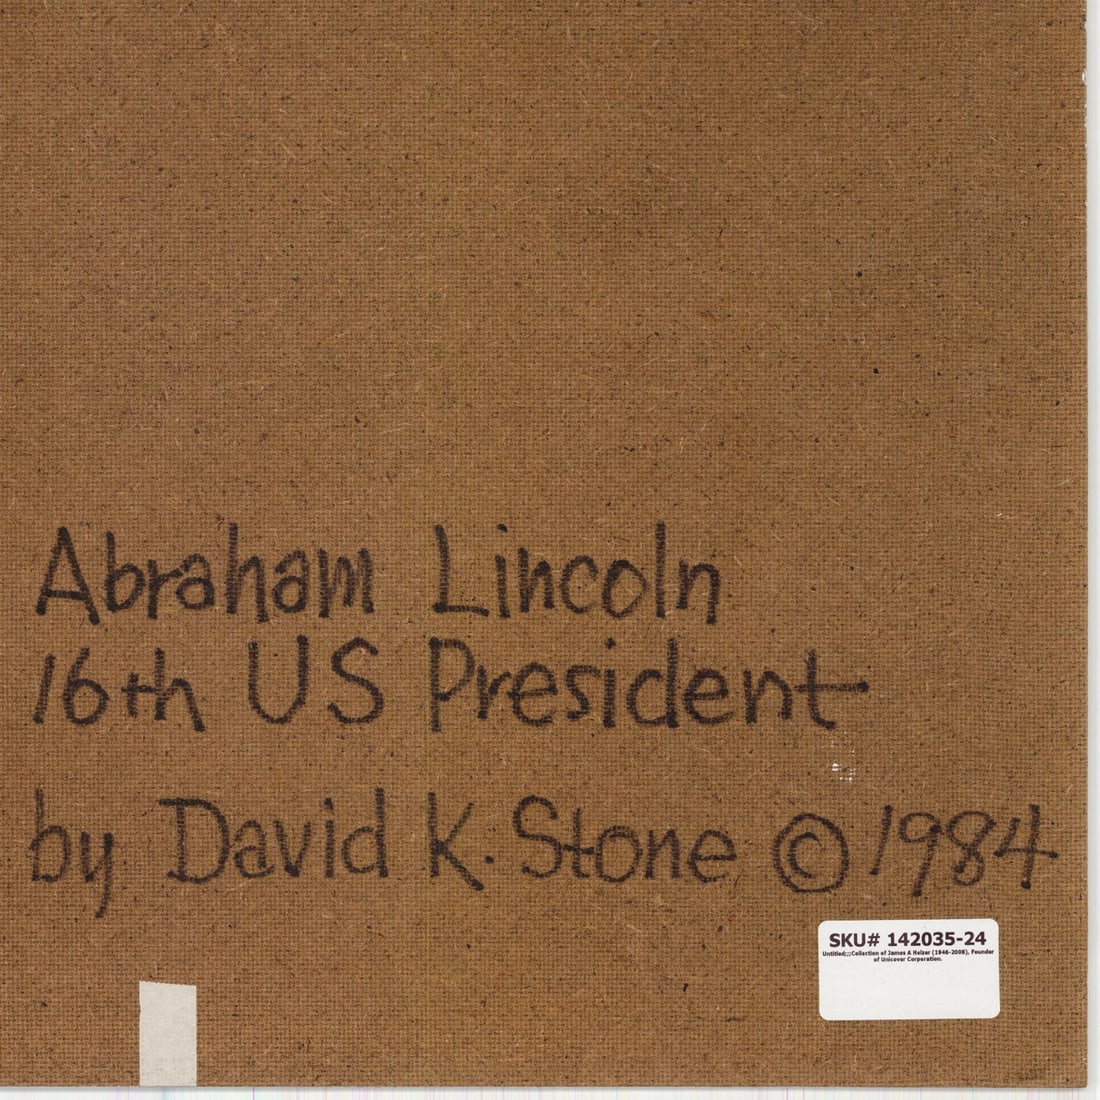 Abraham Lincoln
16th US President
by David K. Stone © 1984
SKU# 142035-24
Untitled;;;Collection of James A Helzer (1946-2008), Founder
of Unicover Corporation.